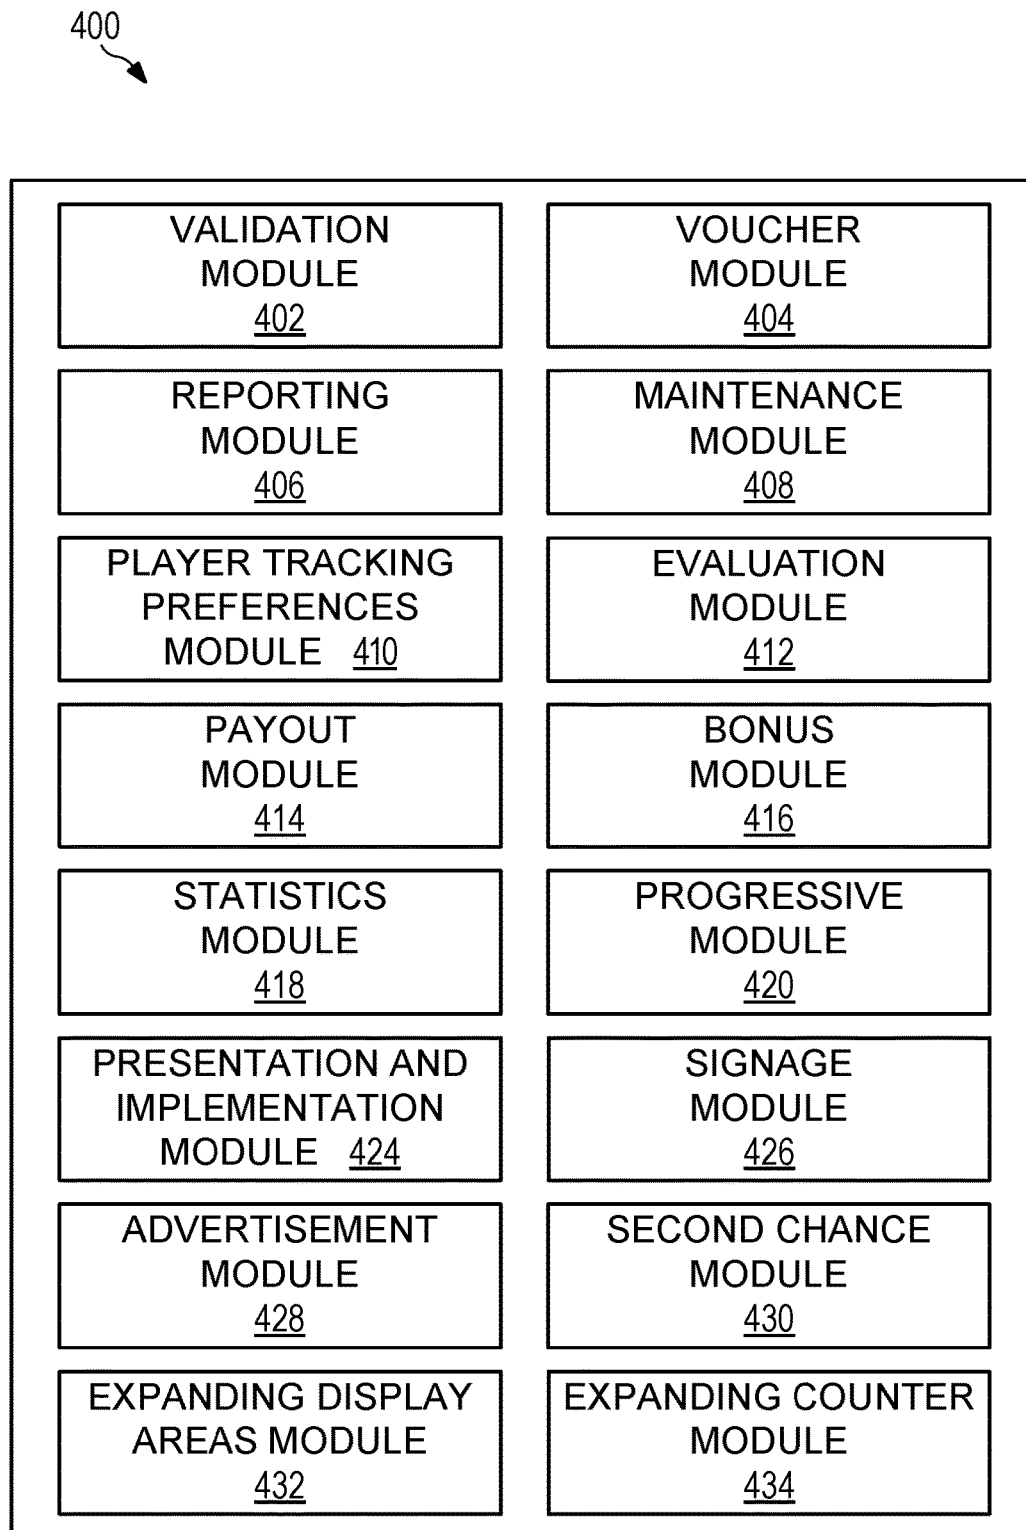 400
VALIDATION
MODULE
402
VOUCHER
MODULE
404
REPORTING
MODULE
406
MAINTENANCE
MODULE
408
PLAYER TRACKING
PREFERENCES
MODULE 410
EVALUATION
MODULE
412
PAYOUT
MODULE
414
BONUS
MODULE
416
STATISTICS
MODULE
418
PROGRESSIVE
MODULE
420
PRESENTATION AND
IMPLEMENTATION
MODULE 424
SIGNAGE
MODULE
426
ADVERTISEMENT
MODULE
428
SECOND CHANCE
MODULE
430
EXPANDING DISPLAY
AREAS MODULE
432
EXPANDING COUNTER
MODULE
434